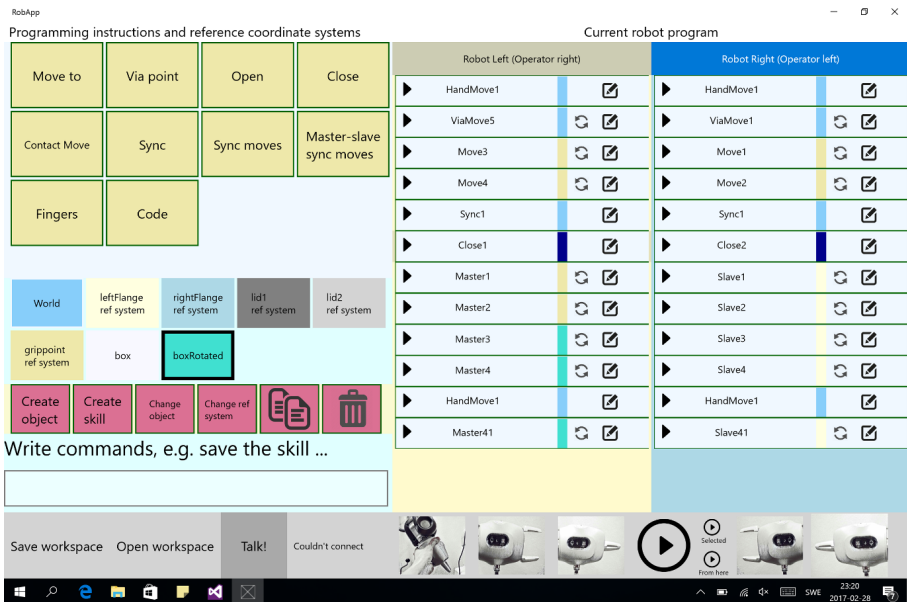 RobApp
Programming instructions and reference coordinate systems
Current robot program
Move to
Via point
Open
Close
Contact Move
Sync
Sync moves
Master-slave
sync moves
Fingers
Code
World
leftFlange
ref system
rightFlange
ref system
lid1
ref system
lid2
ref system
grippoint
ref system
box
boxRotated
Create
object
Create
skill
Change
object
Change ref
system
Write commands, e.g. save the skill ...
Robot Left (Operator right)
Robot Right (Operator left)
HandMove1
HandMove1
ViaMove5
ViaMove1
Move3
Move1
Move4
Move2
Sync1
Sync1
Close1
Close2
Master1
Slave1
Master2
Slave2
Master3
Slave3
Master4
Slave4
HandMove1
HandMove1
Master41
Slave41
Save workspace
Open workspace
Talk!
Couldn't connect
Selected
From here
SWE
23:20
2017-02-28